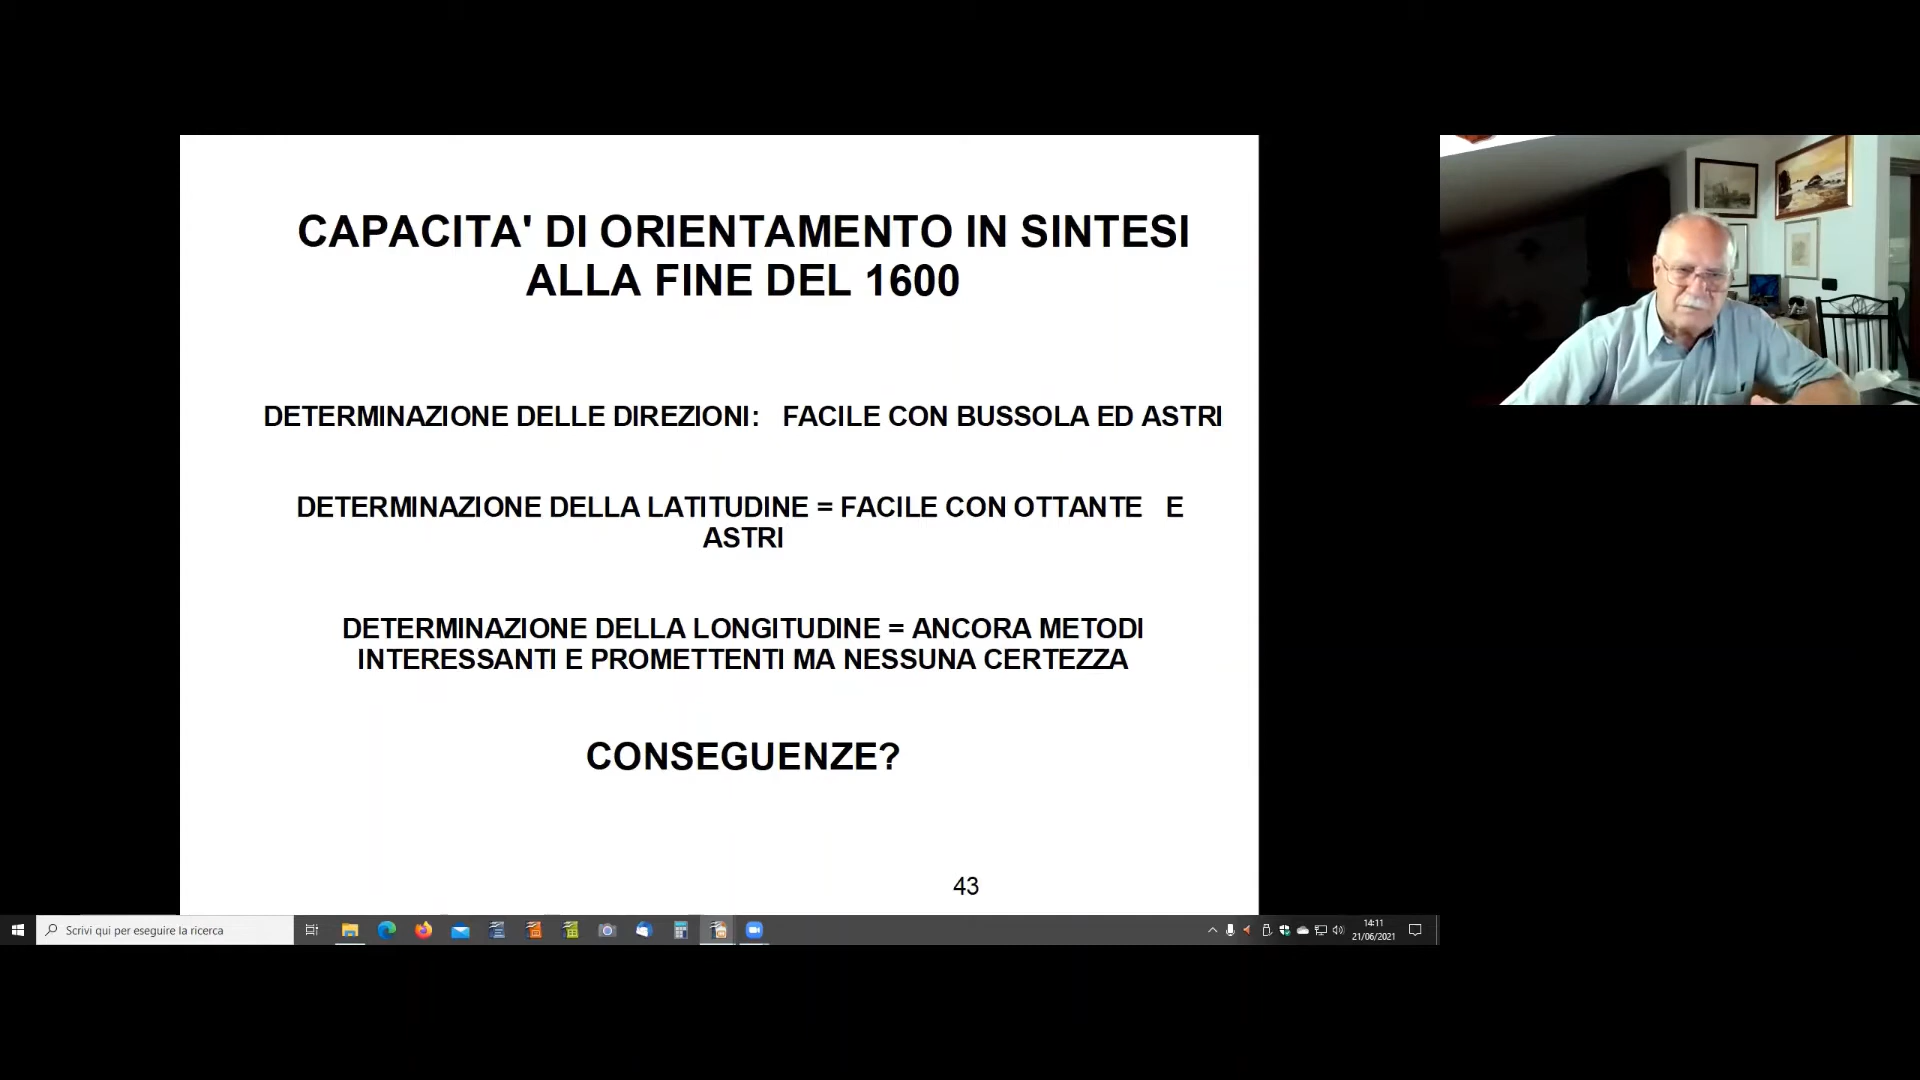 CAPACITA' DI ORIENTAMENTO IN SINTESI
ALLA FINE DEL 1600
DETERMINAZIONE DELLE DIREZIONI: FACILE CON BUSSOLA ED ASTRI
DETERMINAZIONE DELLA LATITUDINE = FACILE CON OTTANTE E
ASTRI
DETERMINAZIONE DELLA LONGITUDINE = ANCORA METODI
INTERESSANTI E PROMETTENTI MA NESSUNA CERTEZZA
CONSEGUENZE?
43
Scrivi qui per eseguire la ricerca
14:11
21/06/2021